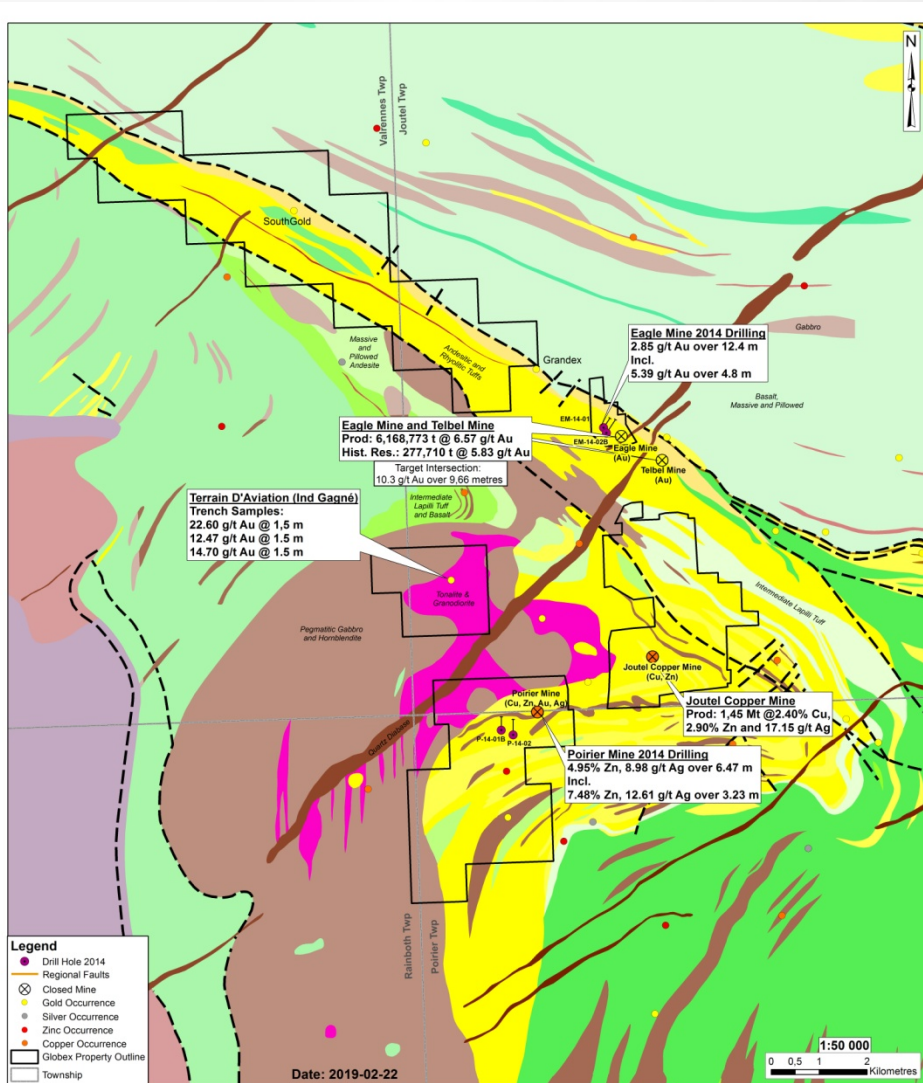 N
Valrennes Twp
Joutel Twp
SouthGold
Massive
and
Pillowed
Andesite
Andesitic and
Rhyolitic Tuffs
Grandex
Gabbro
Eagle Mine 2014 Drilling
2.85 g/t Au over 12.4 m
Incl.
5.39 g/t Au over 4.8 m
Basalt,
Massive and Pillowed
EM-14-01
EM-14-02B
Eagle Mine
(Au)
Telbel Mine
(Au)
Eagle Mine and Telbel Mine
Prod: 6,168,773 t @ 6.57 g/t Au
Hist. Res.: 277,710 t @ 5.83 g/t Au
Target Intersection:
10.3 g/t Au over 9,66 metres
Intermediate
Lapilli Tuff
and Basalt
Terrain D'Aviation (Ind Gagné)
Trench Samples:
22.60 g/t Au @ 1,5 m
12.47 g/t Au @ 1.5 m
14.70 g/t Au @ 1.5 m
Tonalite &
Granodiorite
Intermediate Lapilli Tuff
Pegmatitic Gabbro
and Hornblendite
Joutel Copper Mine
(Cu, Zn)
Poirier Mine
(Cu, Zn, Au, Ag)
P-14-01B
P-14-02
Quartz Diabase
Joutel Copper Mine
Prod: 1,45 Mt @2.40% Cu,
2.90% Zn and 17.15 g/t Ag
Poirier Mine 2014 Drilling
4.95% Zn, 8.98 g/t Ag over 6.47 m
Incl.
7.48% Zn, 12.61 g/t Ag over 3.23 m
Rainboth Twp
Poirier Twp
Legend
Drill Hole 2014
Regional Faults
Closed Mine
Gold Occurrence
Silver Occurrence
Zinc Occurrence
Copper Occurrence
Globex Property Outline
Township
Date: 2019-02-22
1:50 000
0 0,5 1 2
Kilometres